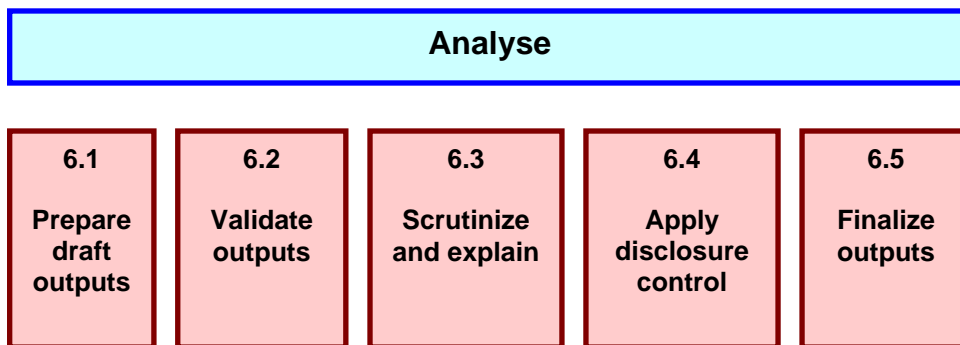 Analyse
6.1
Prepare
draft
outputs
6.2
Validate
outputs
6.3
Scrutinize
and explain
6.4
Apply
disclosure
control
6.5
Finalize
outputs